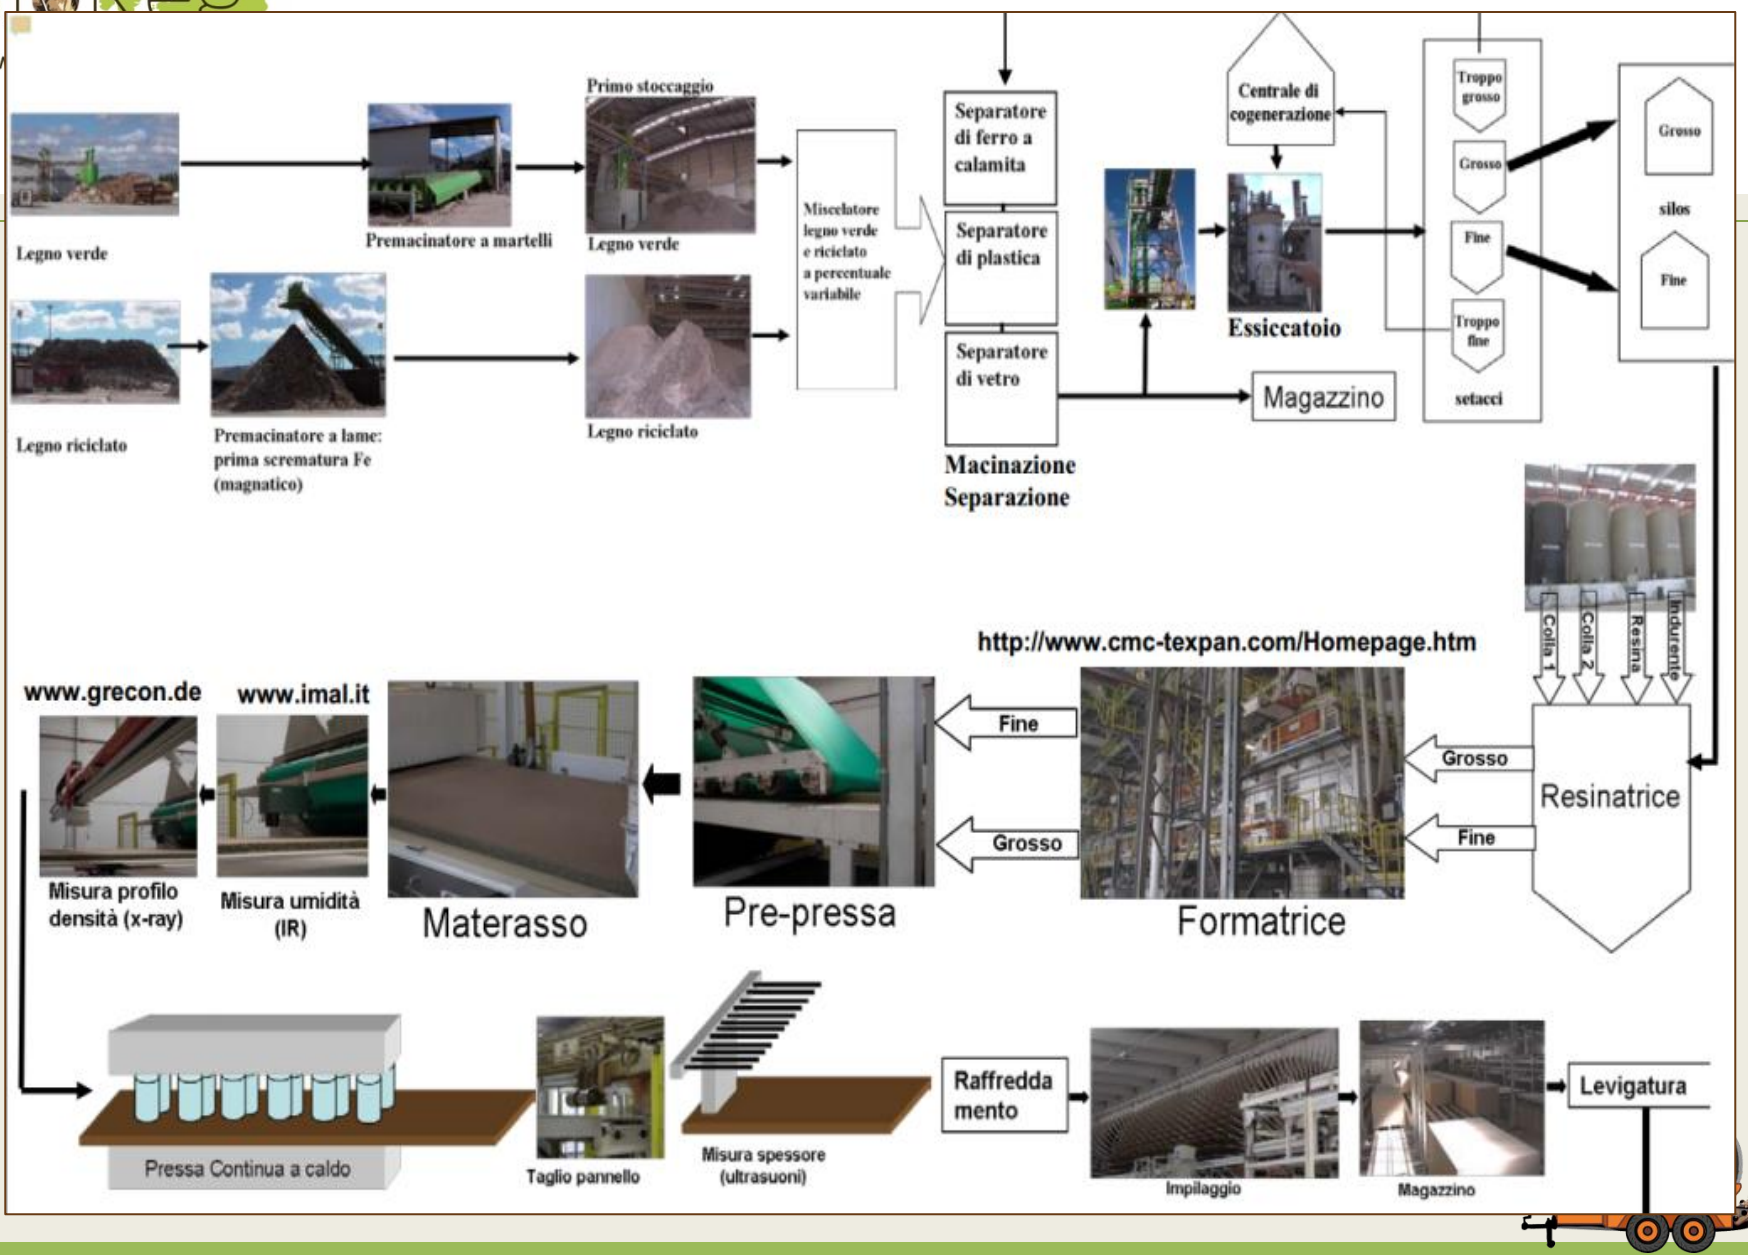 Primo stoccaggio
Legno verde
Premacinatore a martelli
Legno verde
Legno riciclato
Premacinatore a lame:
prima scrematura Fe
(magnatico)
Legno riciclato
Miscelatore
legno verde
e riciclato
a percentuale
variabile
Separatore
di ferro a
calamita
Separatore
di plastica
Separatore
di vetro
Macinazione
Separazione
Centrale di
cogenerazione
Essiccatoio
Magazzino
Troppo
grosso
Grosso
Fine
Troppo
fine
setacci
Grosso
silos
Fine
Colla 1
Colla 2
Resina
Indurente
Resinatrice
Grosso
Fine
http://www.cmc-texpan.com/Homepage.htm
Formatrice
Fine
Grosso
Pre-pressa
Materasso
www.imal.it
Misura umidità
(IR)
www.grecon.de
Misura profilo
densità (x-ray)
Pressa Continua a caldo
Taglio pannello
Misura spessore
(ultrasuoni)
Raffredda
mento
Impilaggio
Magazzino
Levigatura